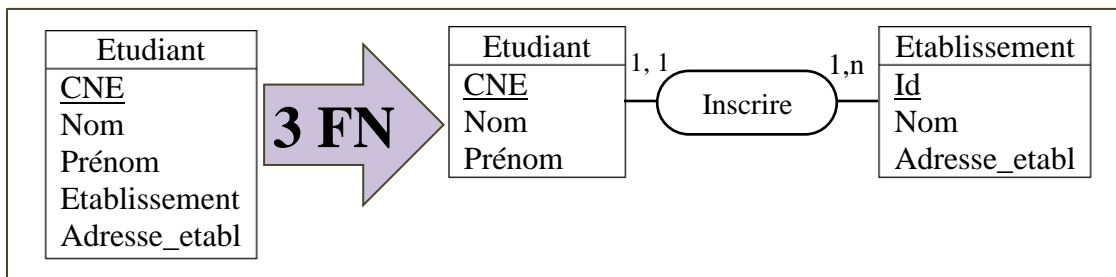 Etudiant
CNE
Nom
Prénom
Etablissement
Adresse_etabl
3 FN
Etudiant
CNE
Nom
Prénom
1, 1
Inscrire
1,n
Etablissement
Id
Nom
Adresse_etabl